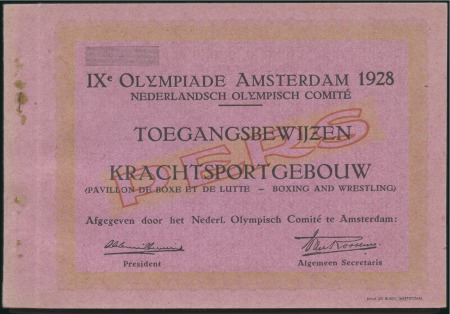 IXe OLYMPIADE AMSTERDAM 1928
NEDERLANDSCH OLYMPISCH COMITÉ
TOEGANGSBEWIJZEN
PERS
KRACHTSPORTGEBOUW
(PAVILLON DE BOXE ET DE LUTTE – BOXING AND WRESTLING)
Afgegeven door het Nederl. Olympisch Comité te Amsterdam:
President Algemeen Secretaris